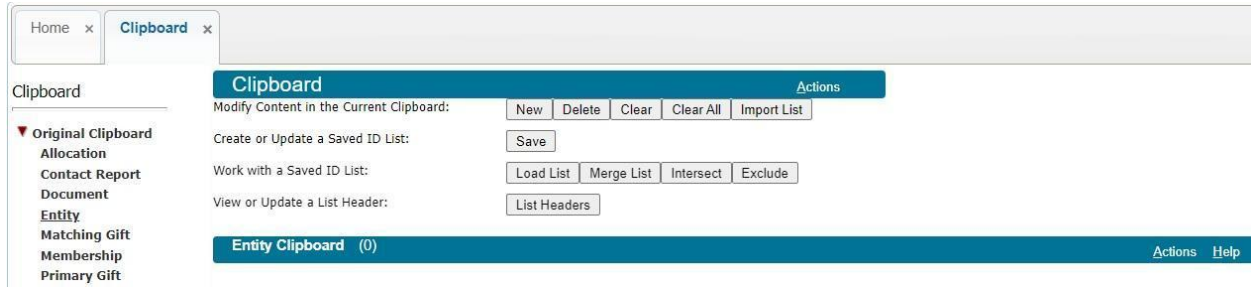 Home x Clipboard x
Clipboard
Original Clipboard
Allocation
Contact Report
Document
Entity
Matching Gift
Membership
Primary Gift
Clipboard Actions
Modify Content in the Current Clipboard: New Delete Clear Clear All Import List
Create or Update a Saved ID List: Save
Work with a Saved ID List: Load List Merge List Intersect Exclude
View or Update a List Header: List Headers
Entity Clipboard (0) Actions Help